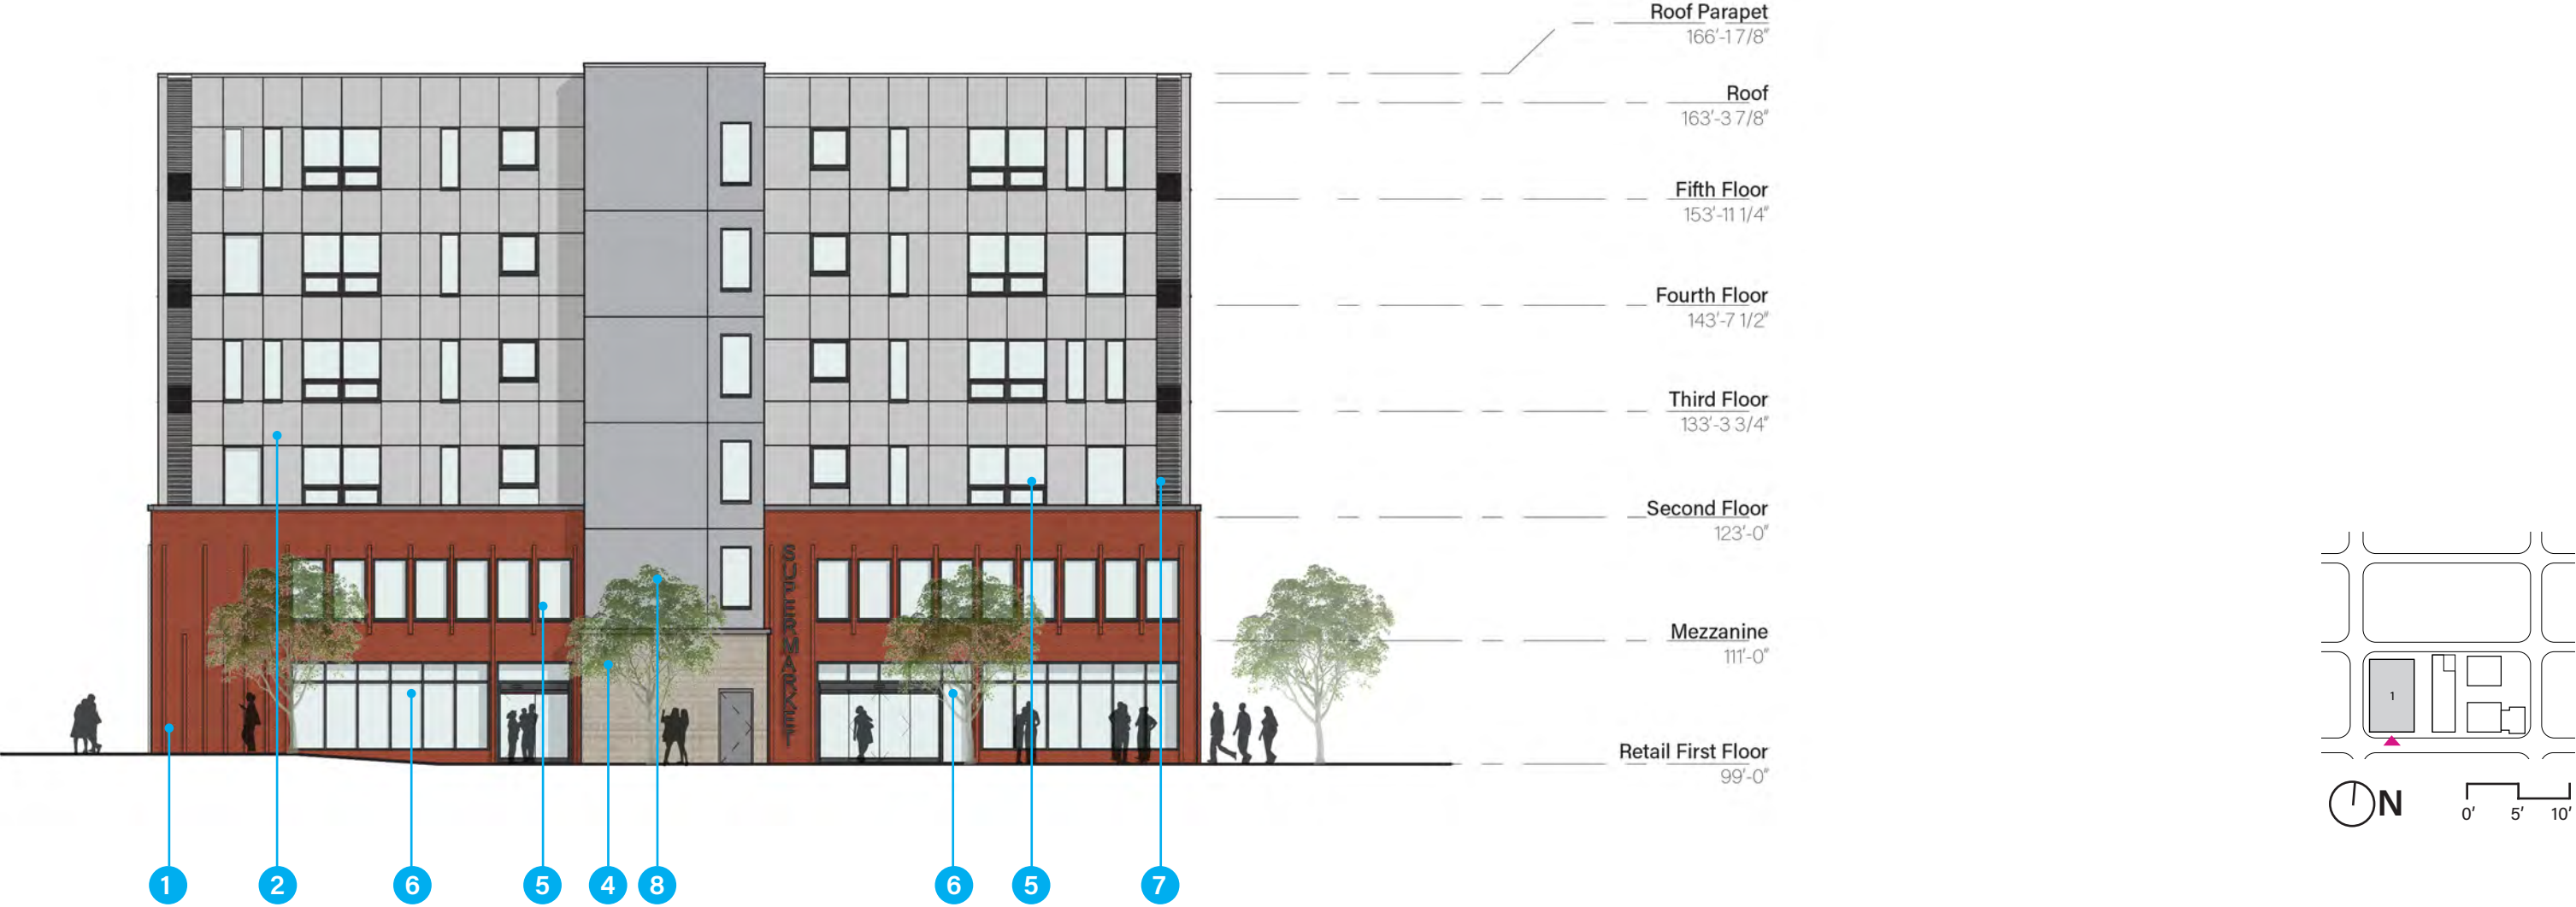 Roof Parapet
166'-1 7/8"
Roof
163'-3 7/8"
Fifth Floor
153'-11 1/4"
Fourth Floor
143'-7 1/2"
Third Floor
133'-3 3/4"
Second Floor
123'-0"
Mezzanine
111'-0"
Retail First Floor
99'-0"
SUPERMARKET
1
N
0' 5' 10'
1 2 6 5 4 8 6 5 7